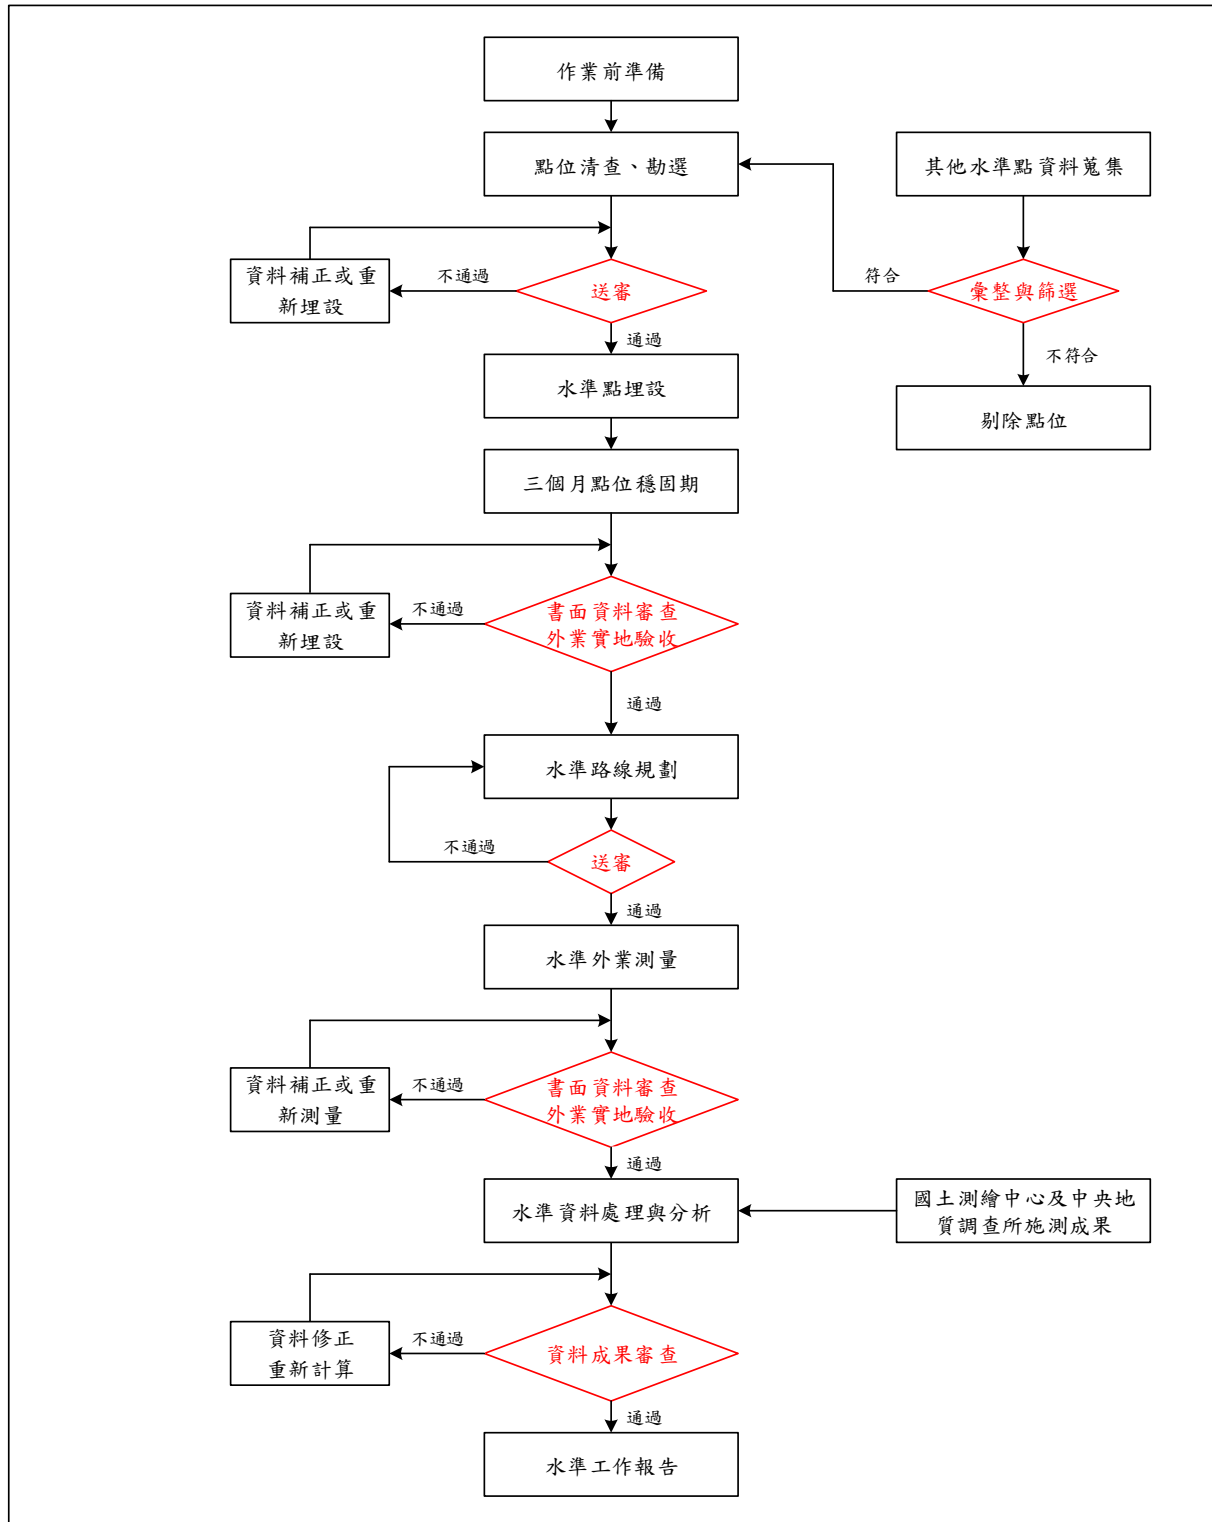 作業前準備
點位清查、勘選
其他水準點資料蒐集
資料補正或重
新埋設
不通過
送審
符合
彙整與篩選
通過
不符合
水準點埋設
剔除點位
三個月點位穩固期
資料補正或重
新埋設
不通過
書面資料審查
外業實地驗收
通過
水準路線規劃
不通過
送審
通過
水準外業測量
資料補正或重
新測量
不通過
書面資料審查
外業實地驗收
通過
水準資料處理與分析
國土測繪中心及中央地
質調查所施測成果
資料修正
重新計算
不通過
資料成果審查
通過
水準工作報告